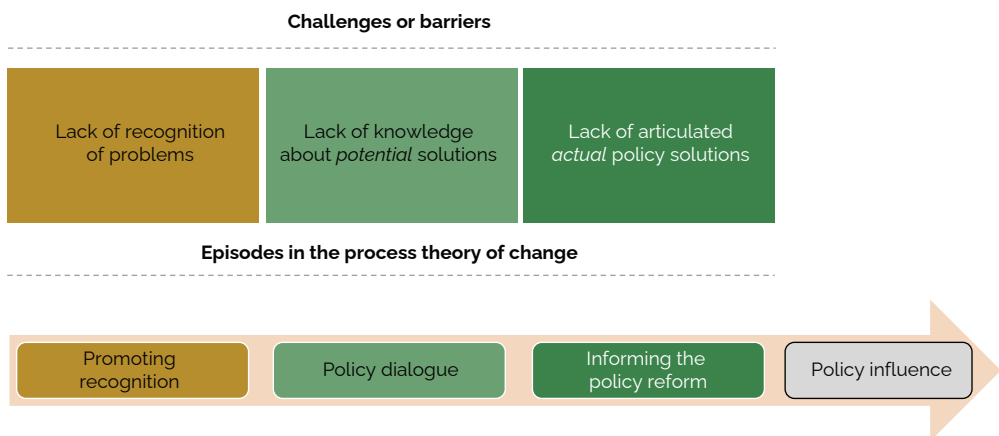 Challenges or barriers
Lack of recognition
of problems
Lack of knowledge
about potential solutions
Lack of articulated
actual policy solutions
Episodes in the process theory of change
Promoting
recognition
Policy dialogue
Informing the
policy reform
Policy influence